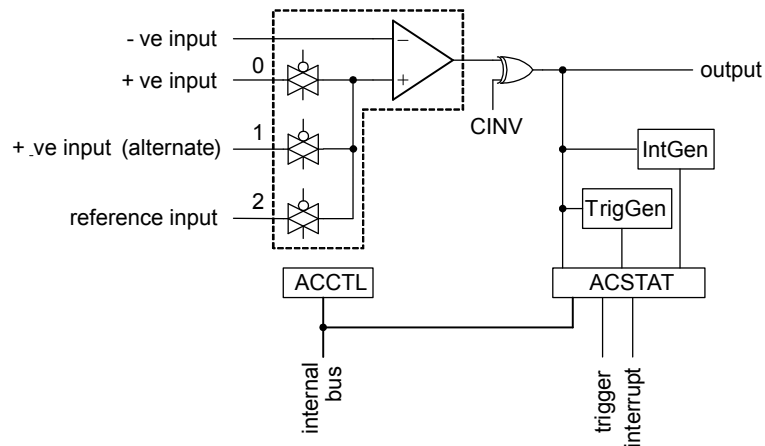 - ve input
+ ve input
0
+ ve input (alternate)
1
reference input
2
−
+
CINV
output
IntGen
TrigGen
ACCTL
ACSTAT
internal
bus
trigger
interrupt